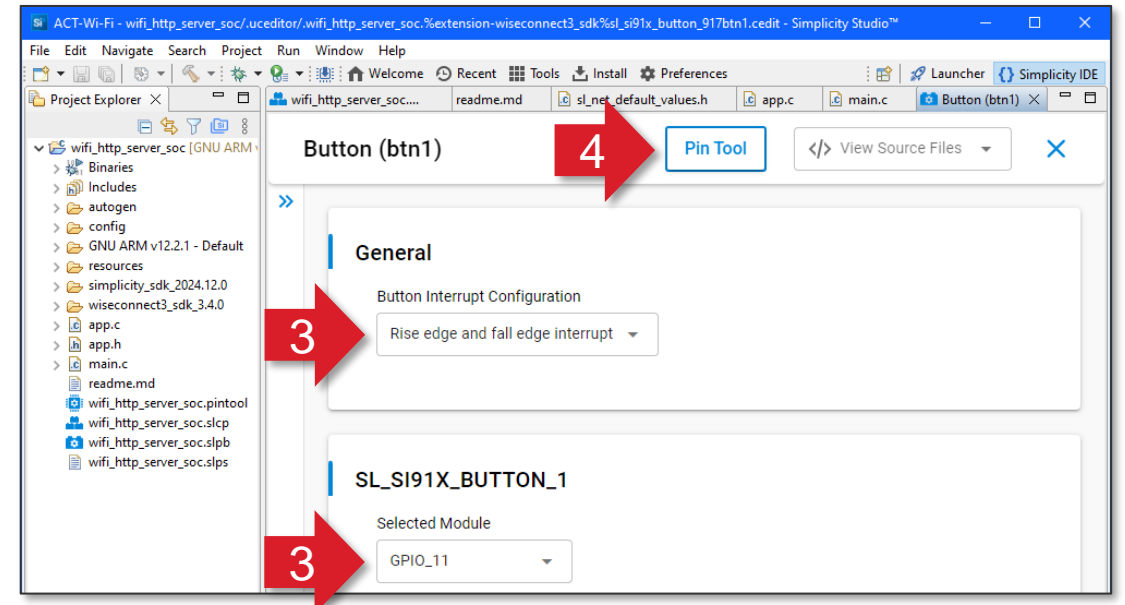 Si ACT-Wi-Fi - wifi_http_server_soc/.uceditor/.wifi_http_server_soc.%extension-wiseconnect3_sdk%sl_si91x_button_917btn1.cedit - Simplicity Studio™
File Edit Navigate Search Project Run Window Help
Welcome Recent Tools Install Preferences Launcher {} Simplicity IDE
Project Explorer wifi_http_server_soc.... readme.md sl_net_default_values.h app.c main.c Button (btn1)
wifi_http_server_soc [GNU ARM v
Binaries
Includes
autogen
config
GNU ARM v12.2.1 - Default
resources
simplicity_sdk_2024.12.0
wiseconnect3_sdk_3.4.0
app.c
app.h
main.c
readme.md
wifi_http_server_soc.pintool
wifi_http_server_soc.slcp
wifi_http_server_soc.slpb
wifi_http_server_soc.slps
Button (btn1)
4
Pin Tool
</> View Source Files
General
Button Interrupt Configuration
3
Rise edge and fall edge interrupt
SL_SI91X_BUTTON_1
Selected Module
3
GPIO_11